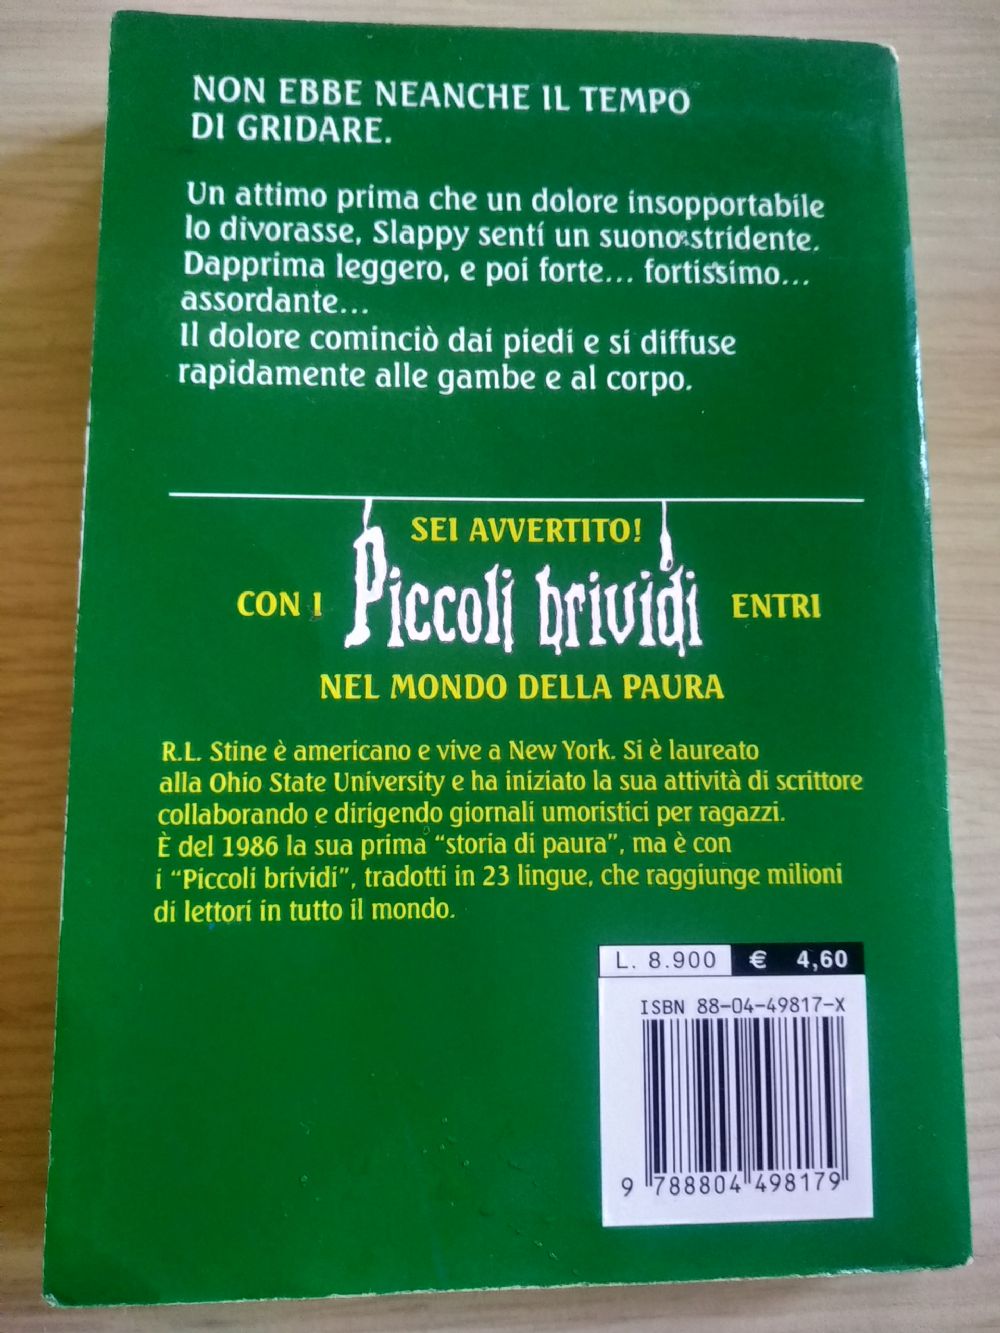 NON EBBE NEANCHE IL TEMPO
DI GRIDARE.
Un attimo prima che un dolore insopportabile
lo divorasse, Slappy sentí un suono stridente.
Dapprima leggero, e poi forte... fortissimo...
assordante...
Il dolore cominciò dai piedi e si diffuse
rapidamente alle gambe e al corpo.
SEI AVVERTITO!
CON I Piccoli brividi ENTRI
NEL MONDO DELLA PAURA
R.L. Stine è americano e vive a New York. Si è laureato
alla Ohio State University e ha iniziato la sua attività di scrittore
collaborando e dirigendo giornali umoristici per ragazzi.
È del 1986 la sua prima "storia di paura", ma è con
i "Piccoli brividi", tradotti in 23 lingue, che raggiunge milioni
di lettori in tutto il mondo.
L. 8.900 € 4,60
ISBN 88-04-49817-X
9 788804 498179